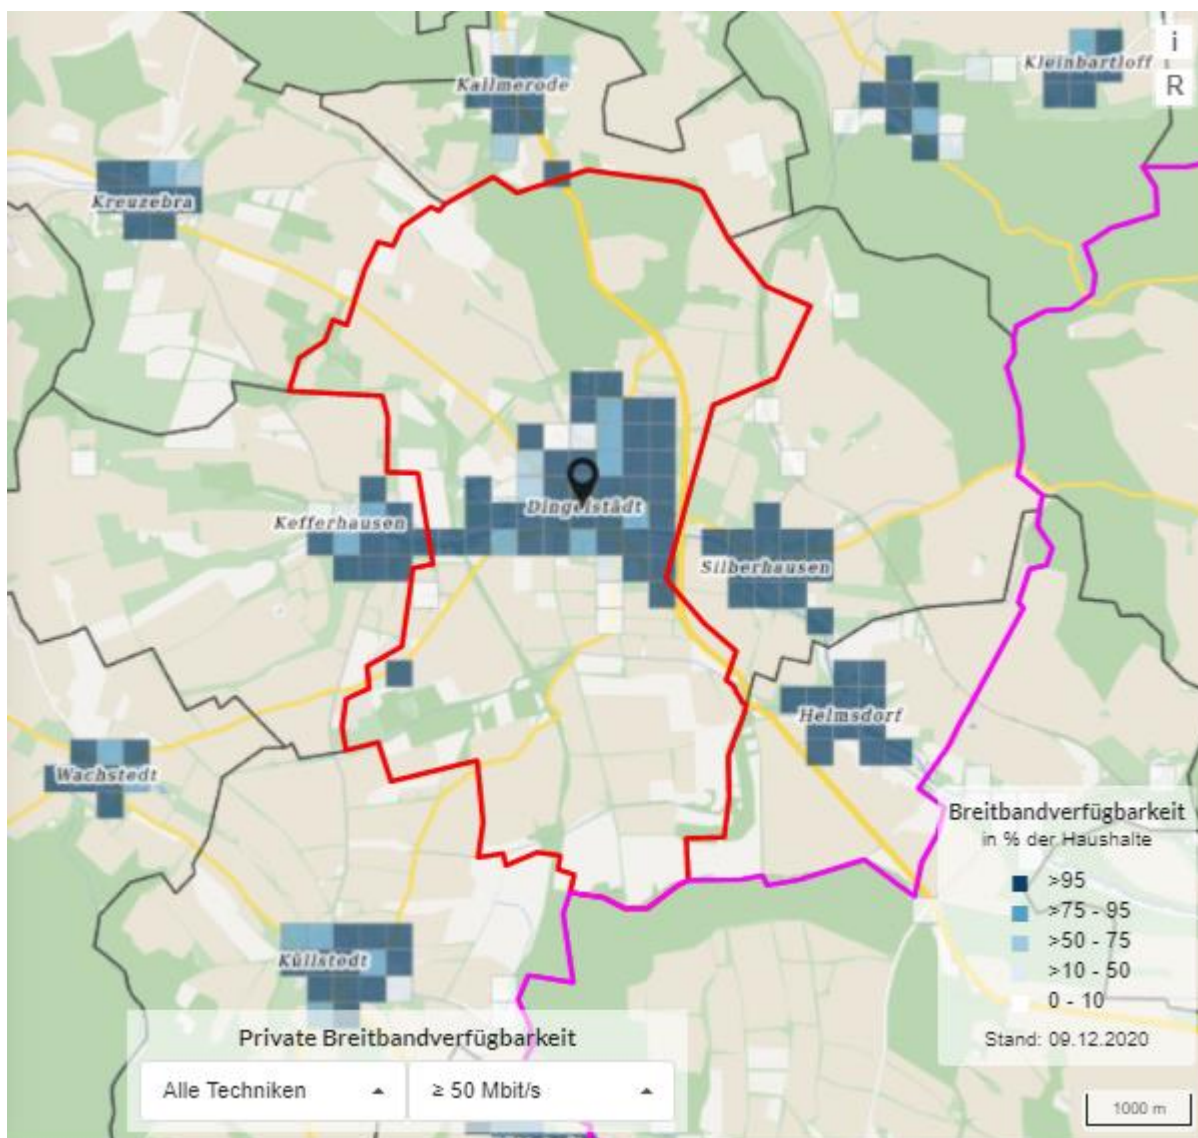 i
Kallmerode
Kleinbartloff
R
Kreuzebra
Dingelstädt
Kefferhausen
Silberhausen
Helmsdorf
Wachstedt
Breitbandverfügbarkeit
in % der Haushalte
>95
>75 - 95
>50 - 75
>10 - 50
0 - 10
Stand: 09.12.2020
Küllstedt
Private Breitbandverfügbarkeit
Alle Techniken
≥ 50 Mbit/s
1000 m